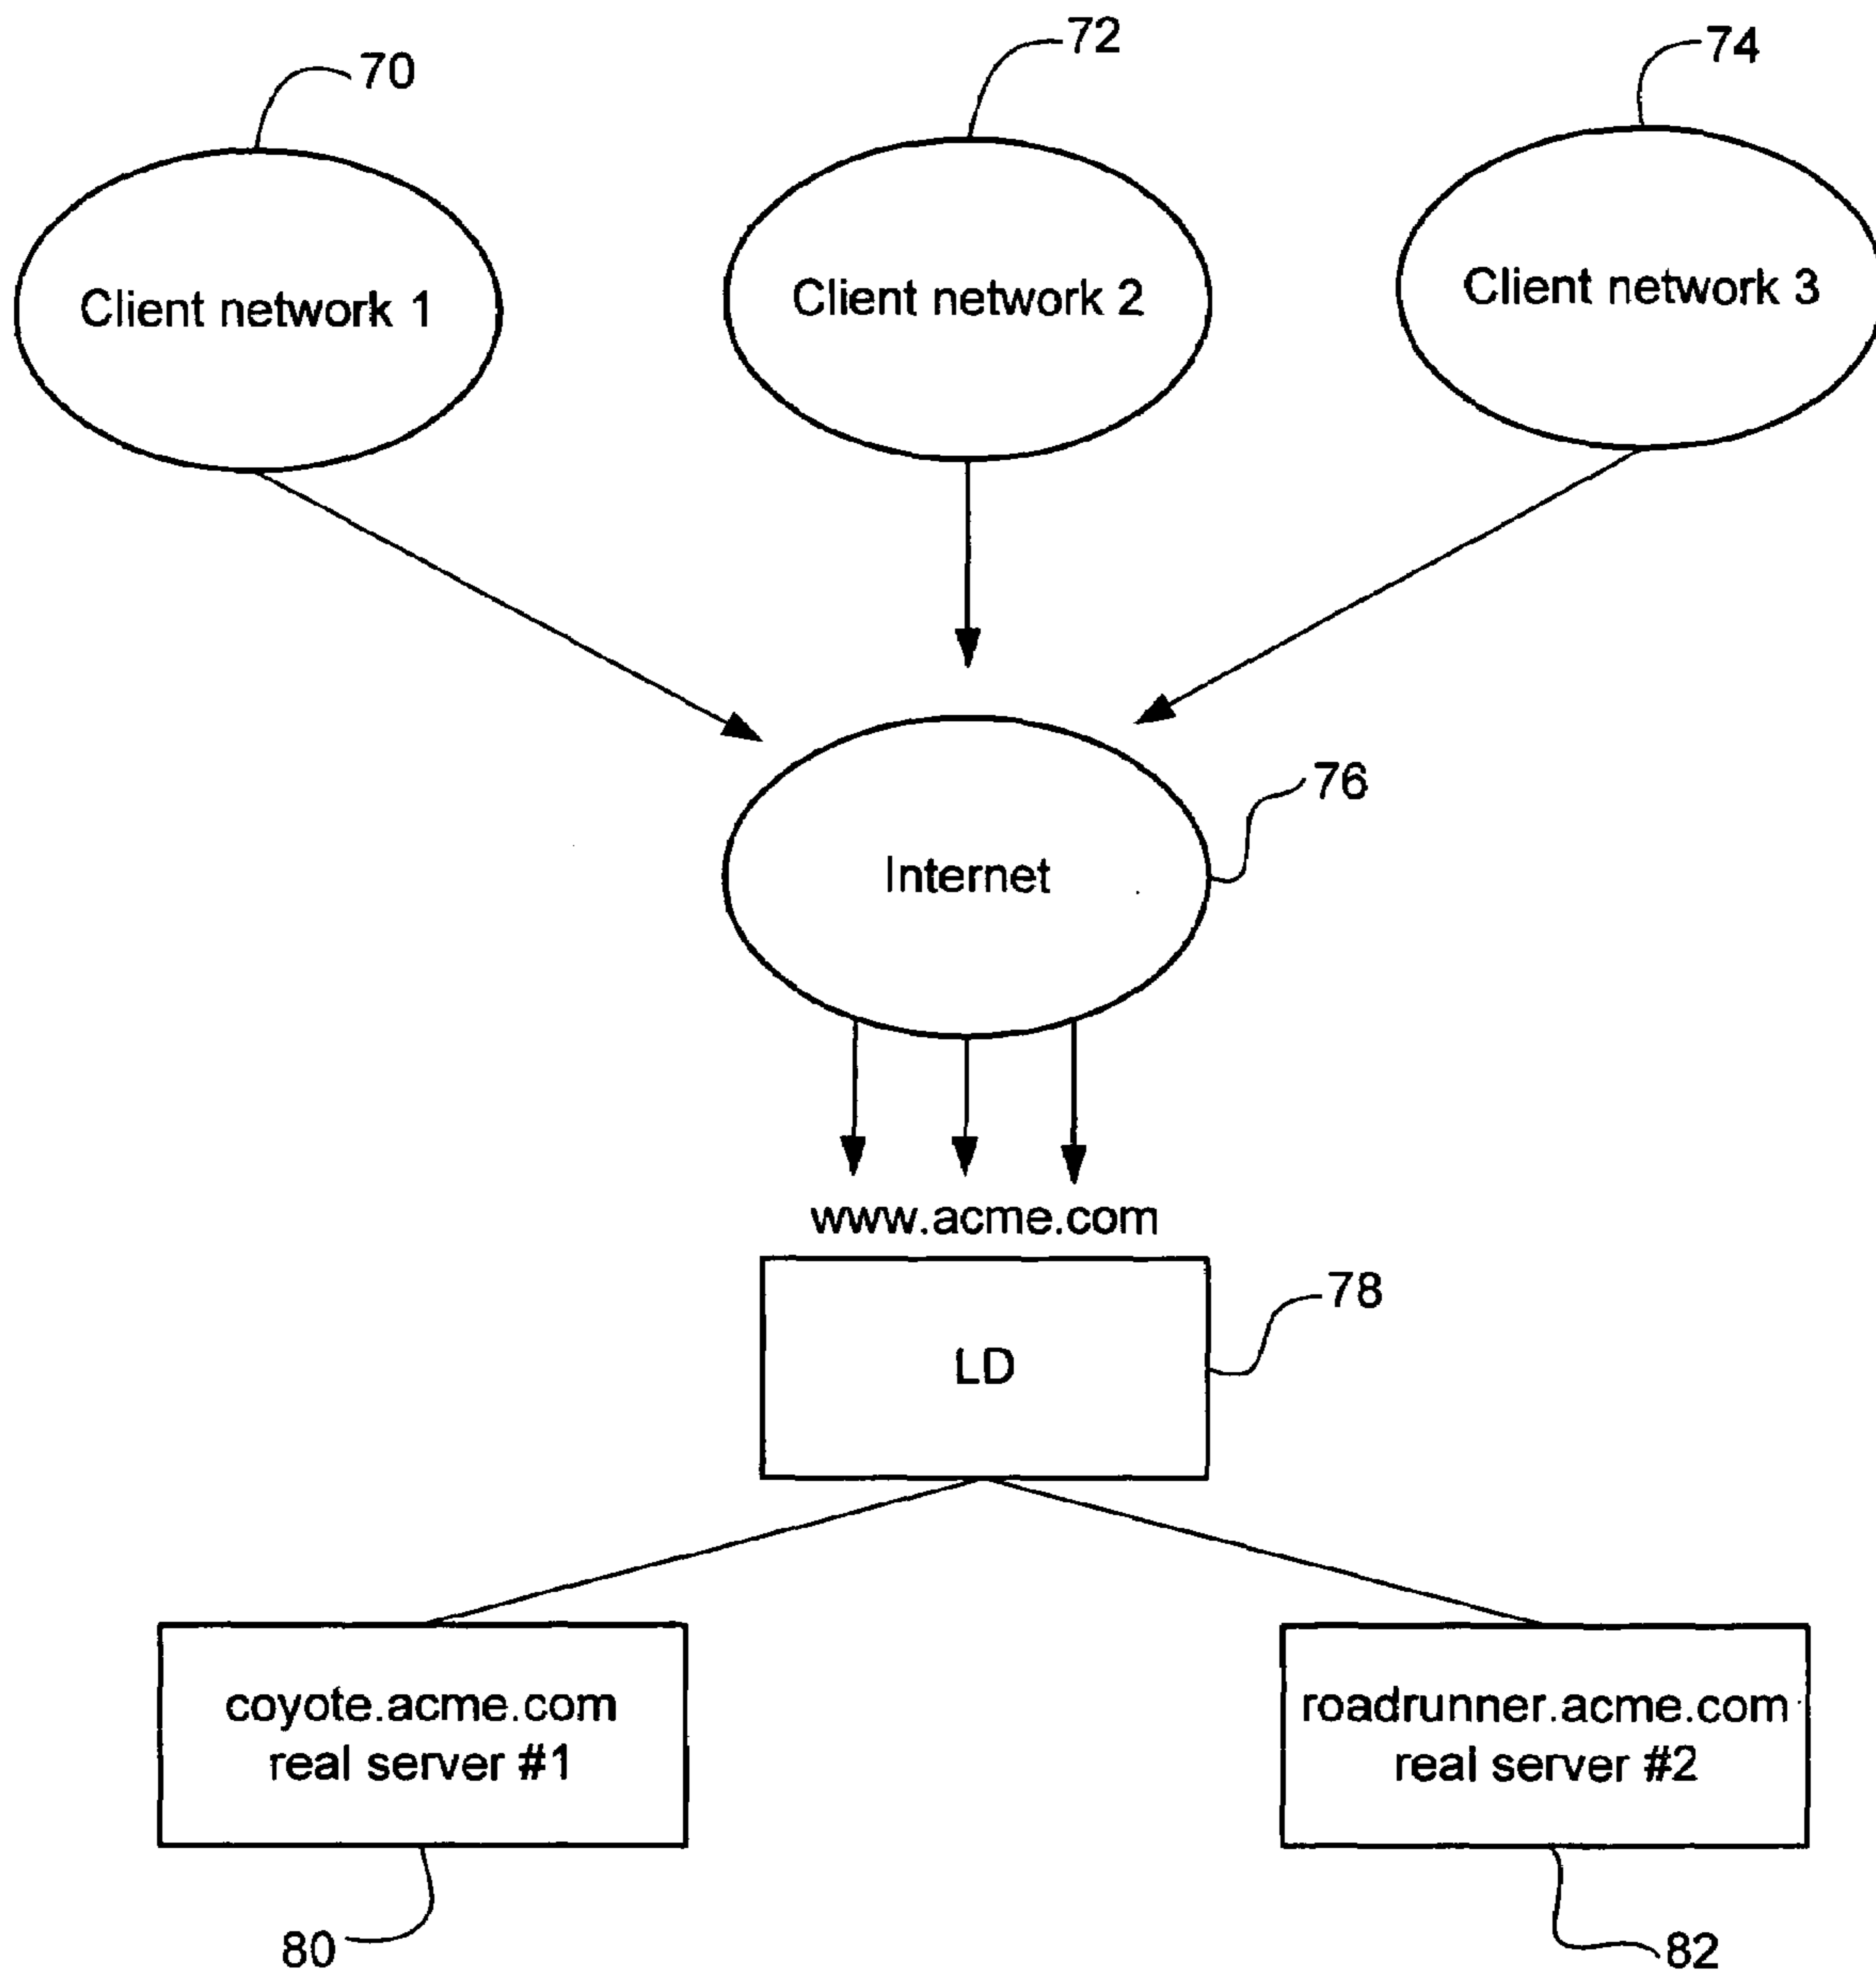 70
72
74
Client network 1
Client network 2
Client network 3
76
Internet
www.acme.com
78
LD
coyote.acme.com
real server #1
roadrunner.acme.com
real server #2
80
82